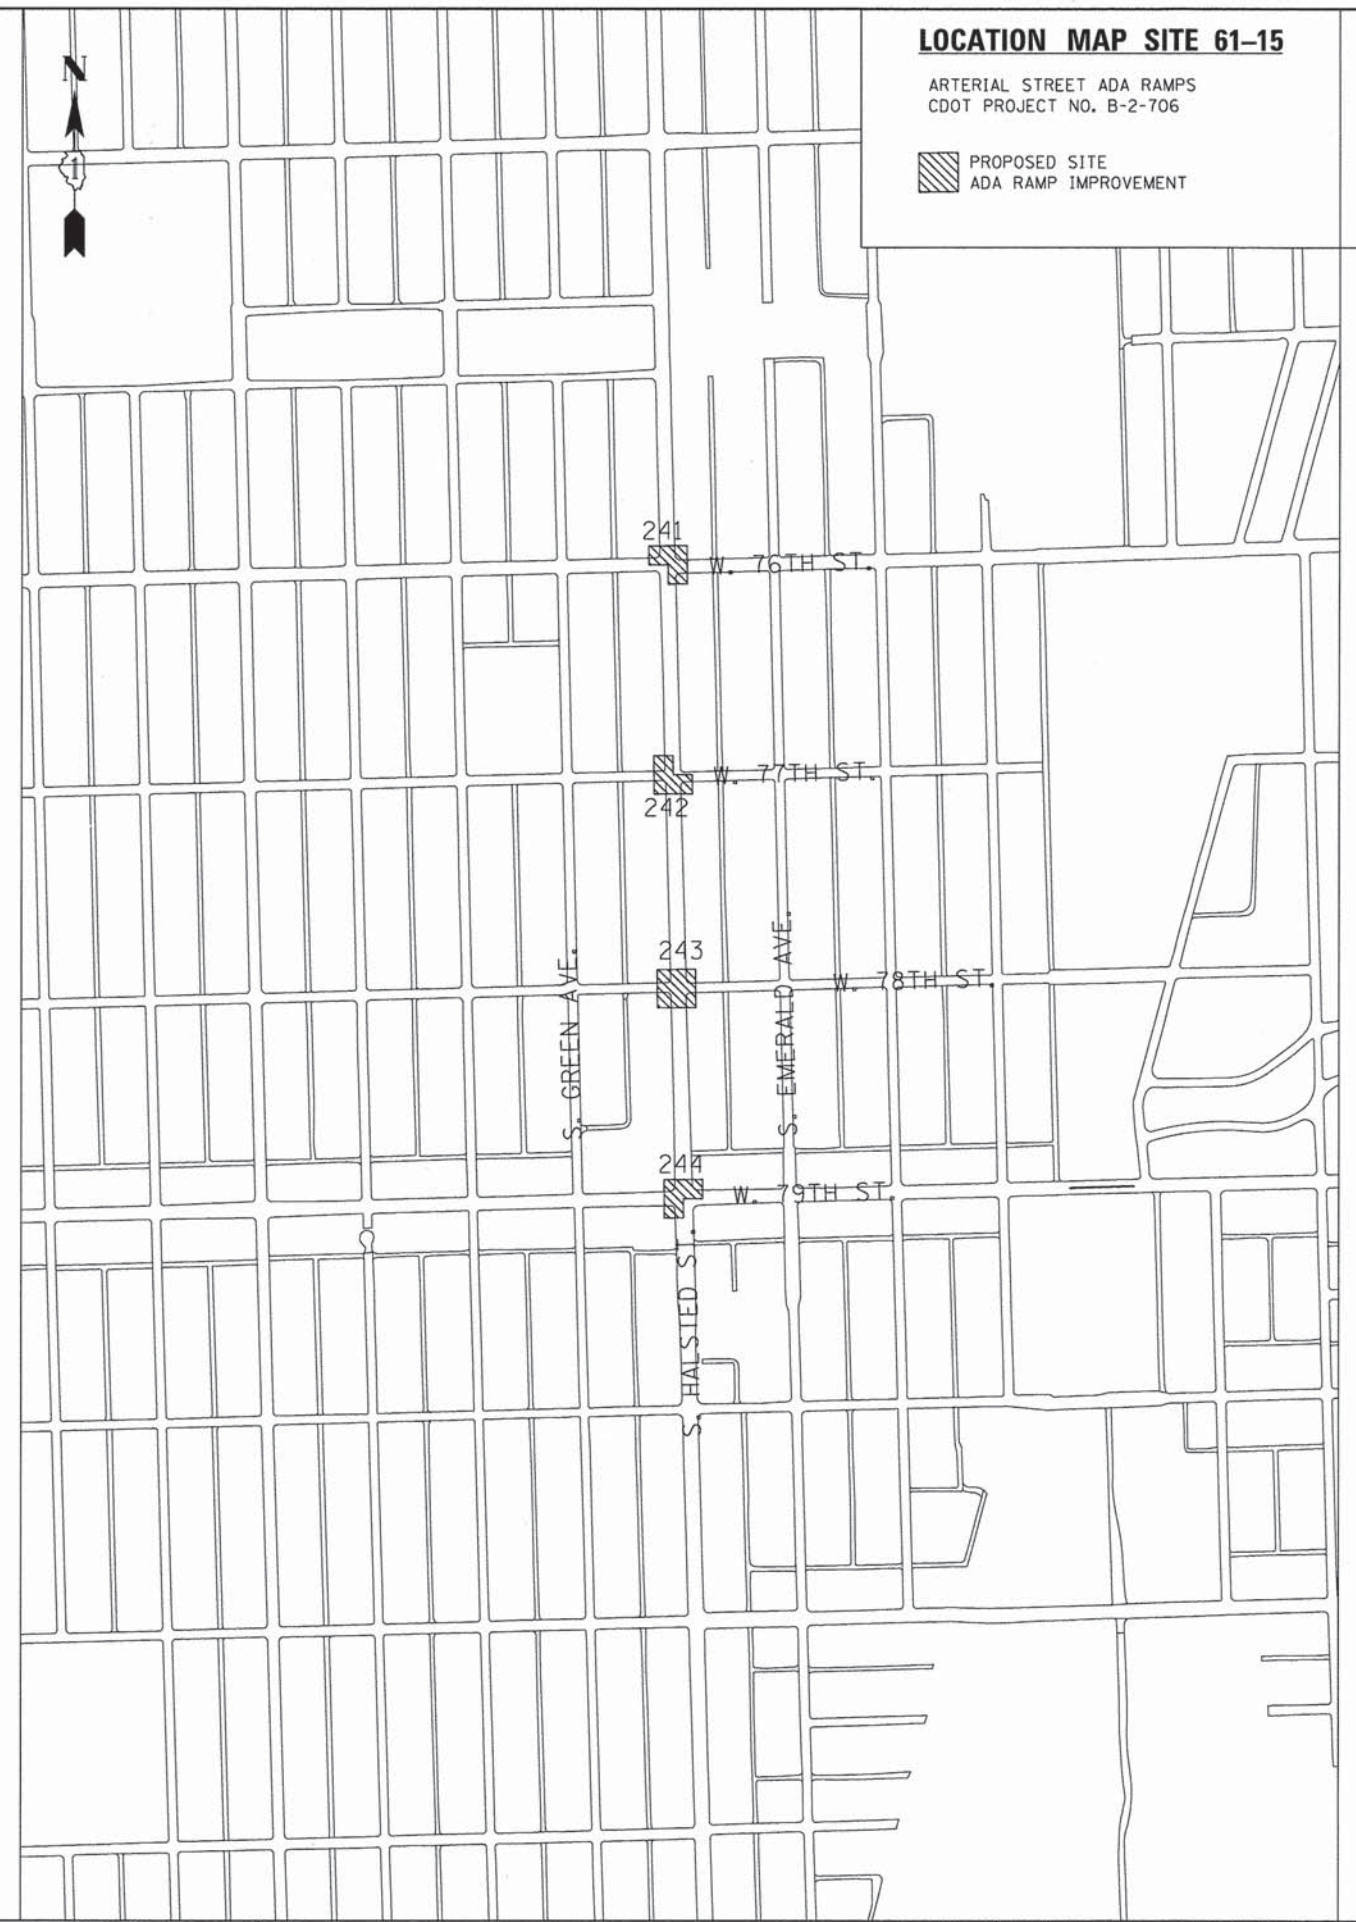 LOCATION MAP SITE 61–15
ARTERIAL STREET ADA RAMPS
CDOT PROJECT NO. B-2-706
PROPOSED SITE
ADA RAMP IMPROVEMENT
N
1
241
W. 76TH ST.
W. 77TH ST.
242
243
W. 78TH ST.
S. GREEN AVE.
S. EMERALD AVE.
244
W. 79TH ST.
S. HALSTED ST.